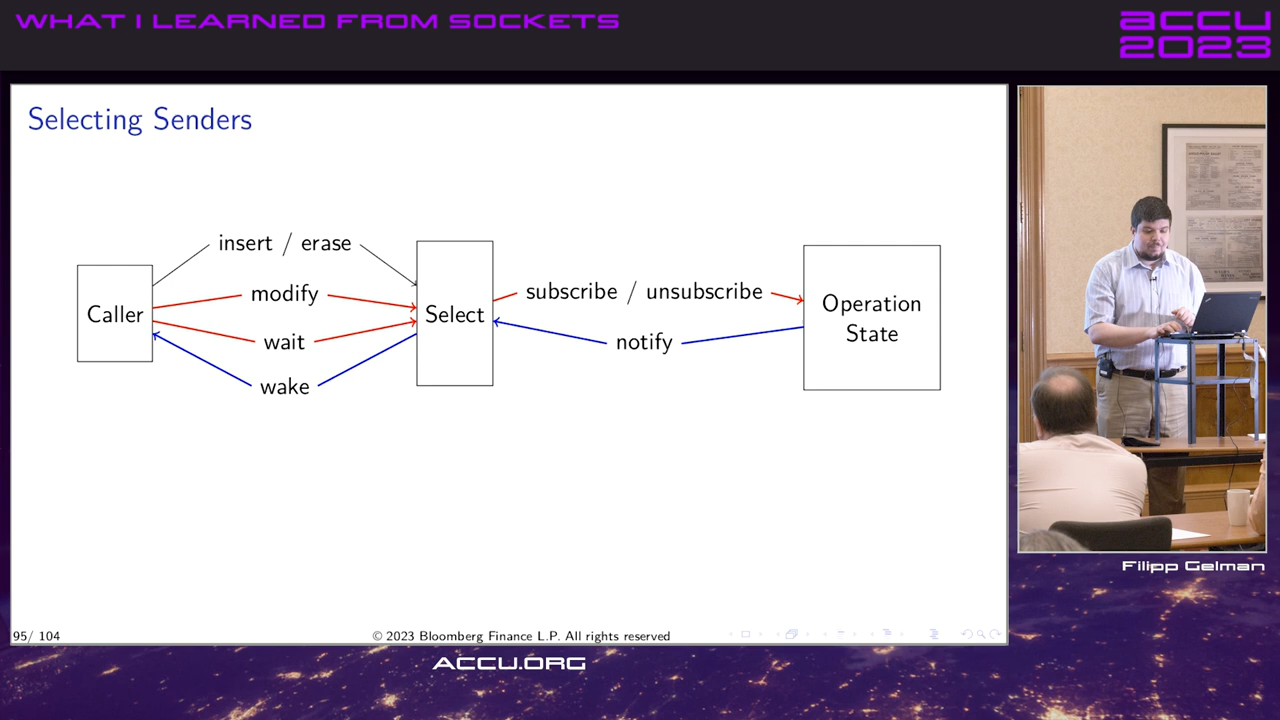 WHAT I LEARNED FROM SOCKETS
ACCU
2023
Selecting Senders
insert / erase
modify
wait
wake
Caller
Select
subscribe / unsubscribe
notify
Operation
State
95/ 104
© 2023 Bloomberg Finance L.P. All rights reserved
Filipp Gelman
ACCU.ORG